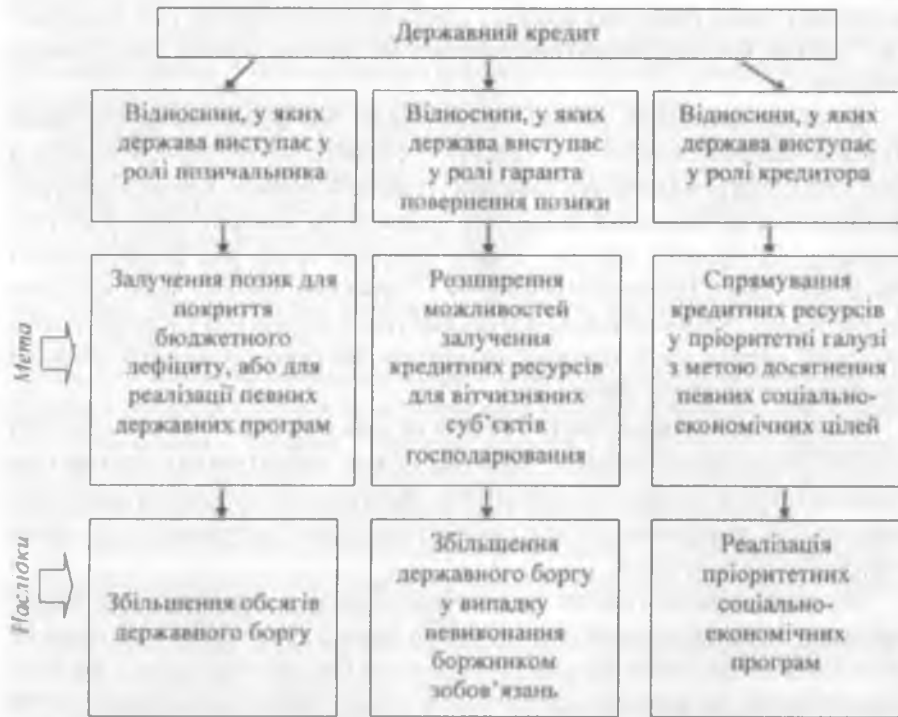 Державний кредит
Відносини, у яких
держава виступає у
ролі позичальника
Відносини, у яких
держава виступає
у ролі гаранта
повернення позики
Відносини, у яких
держава виступає
у ролі кредитора
Мета
Залучення позик для
покриття
бюджетного
дефіциту, або для
реалізації певних
державних програм
Розширення
можливостей
залучення
кредитних ресурсів
для вітчизняних
суб’єктів
господарювання
Спрямування
кредитних ресурсів
у пріоритетні галузі
з метою досягнення
певних соціально-
економічних цілей
Наслідки
Збільшення обсягів
державного боргу
Збільшення
державного боргу
у випадку
невиконання
боржником
зобов’язань
Реалізація
пріоритетних
соціально-
економічних
програм